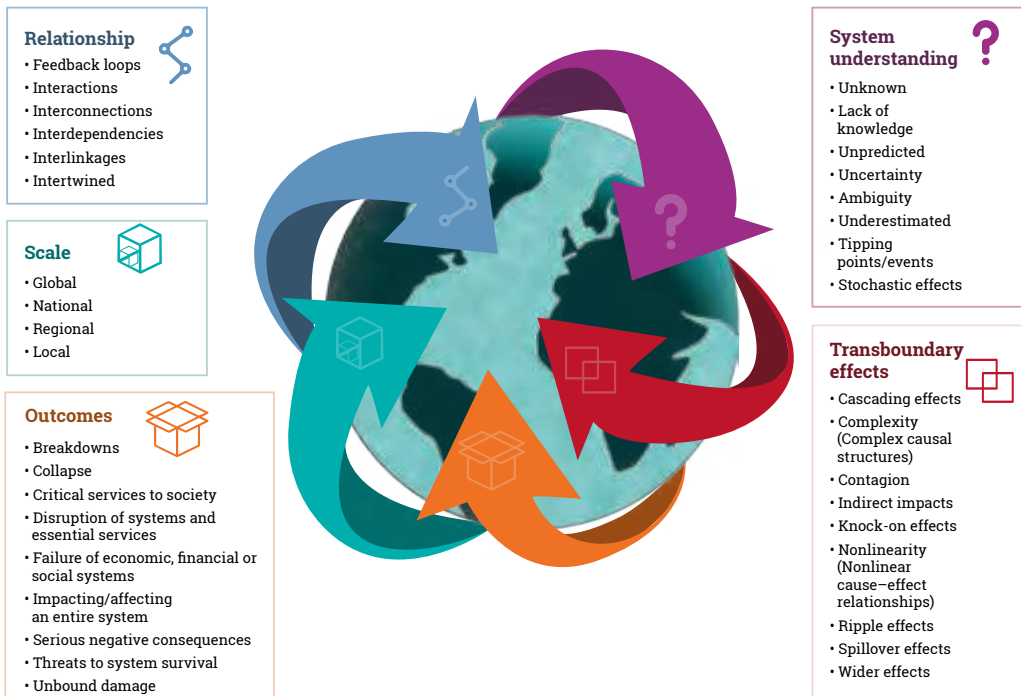 Relationship
• Feedback loops
• Interactions
• Interconnections
• Interdependencies
• Interlinkages
• Intertwined
Scale
• Global
• National
• Regional
• Local
Outcomes
• Breakdowns
• Collapse
• Critical services to society
• Disruption of systems and
essential services
• Failure of economic, financial or
social systems
• Impacting/affecting
an entire system
• Serious negative consequences
• Threats to system survival
• Unbound damage
System
understanding
?
• Unknown
• Lack of
knowledge
• Unpredicted
• Uncertainty
• Ambiguity
• Underestimated
• Tipping
points/events
• Stochastic effects
?
Transboundary
effects
• Cascading effects
• Complexity
(Complex causal
structures)
• Contagion
• Indirect impacts
• Knock-on effects
• Nonlinearity
(Nonlinear
cause–effect
relationships)
• Ripple effects
• Spillover effects
• Wider effects